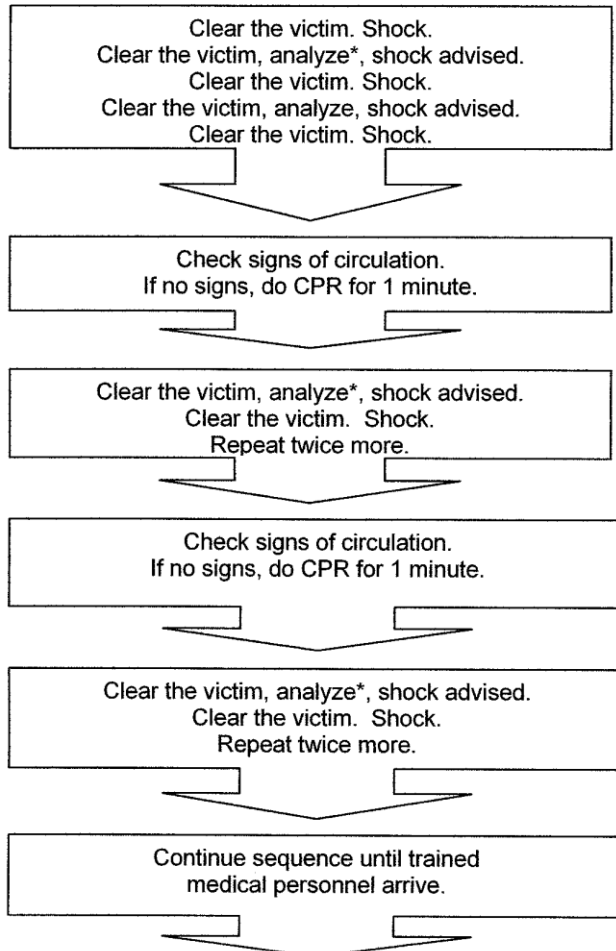 Clear the victim. Shock.
Clear the victim, analyze*, shock advised.
Clear the victim. Shock.
Clear the victim, analyze, shock advised.
Clear the victim. Shock.
Check signs of circulation.
If no signs, do CPR for 1 minute.
Clear the victim, analyze*, shock advised.
Clear the victim.  Shock.
Repeat twice more.
Check signs of circulation.
If no signs, do CPR for 1 minute.
Clear the victim, analyze*, shock advised.
Clear the victim.  Shock.
Repeat twice more.
Continue sequence until trained
medical personnel arrive.